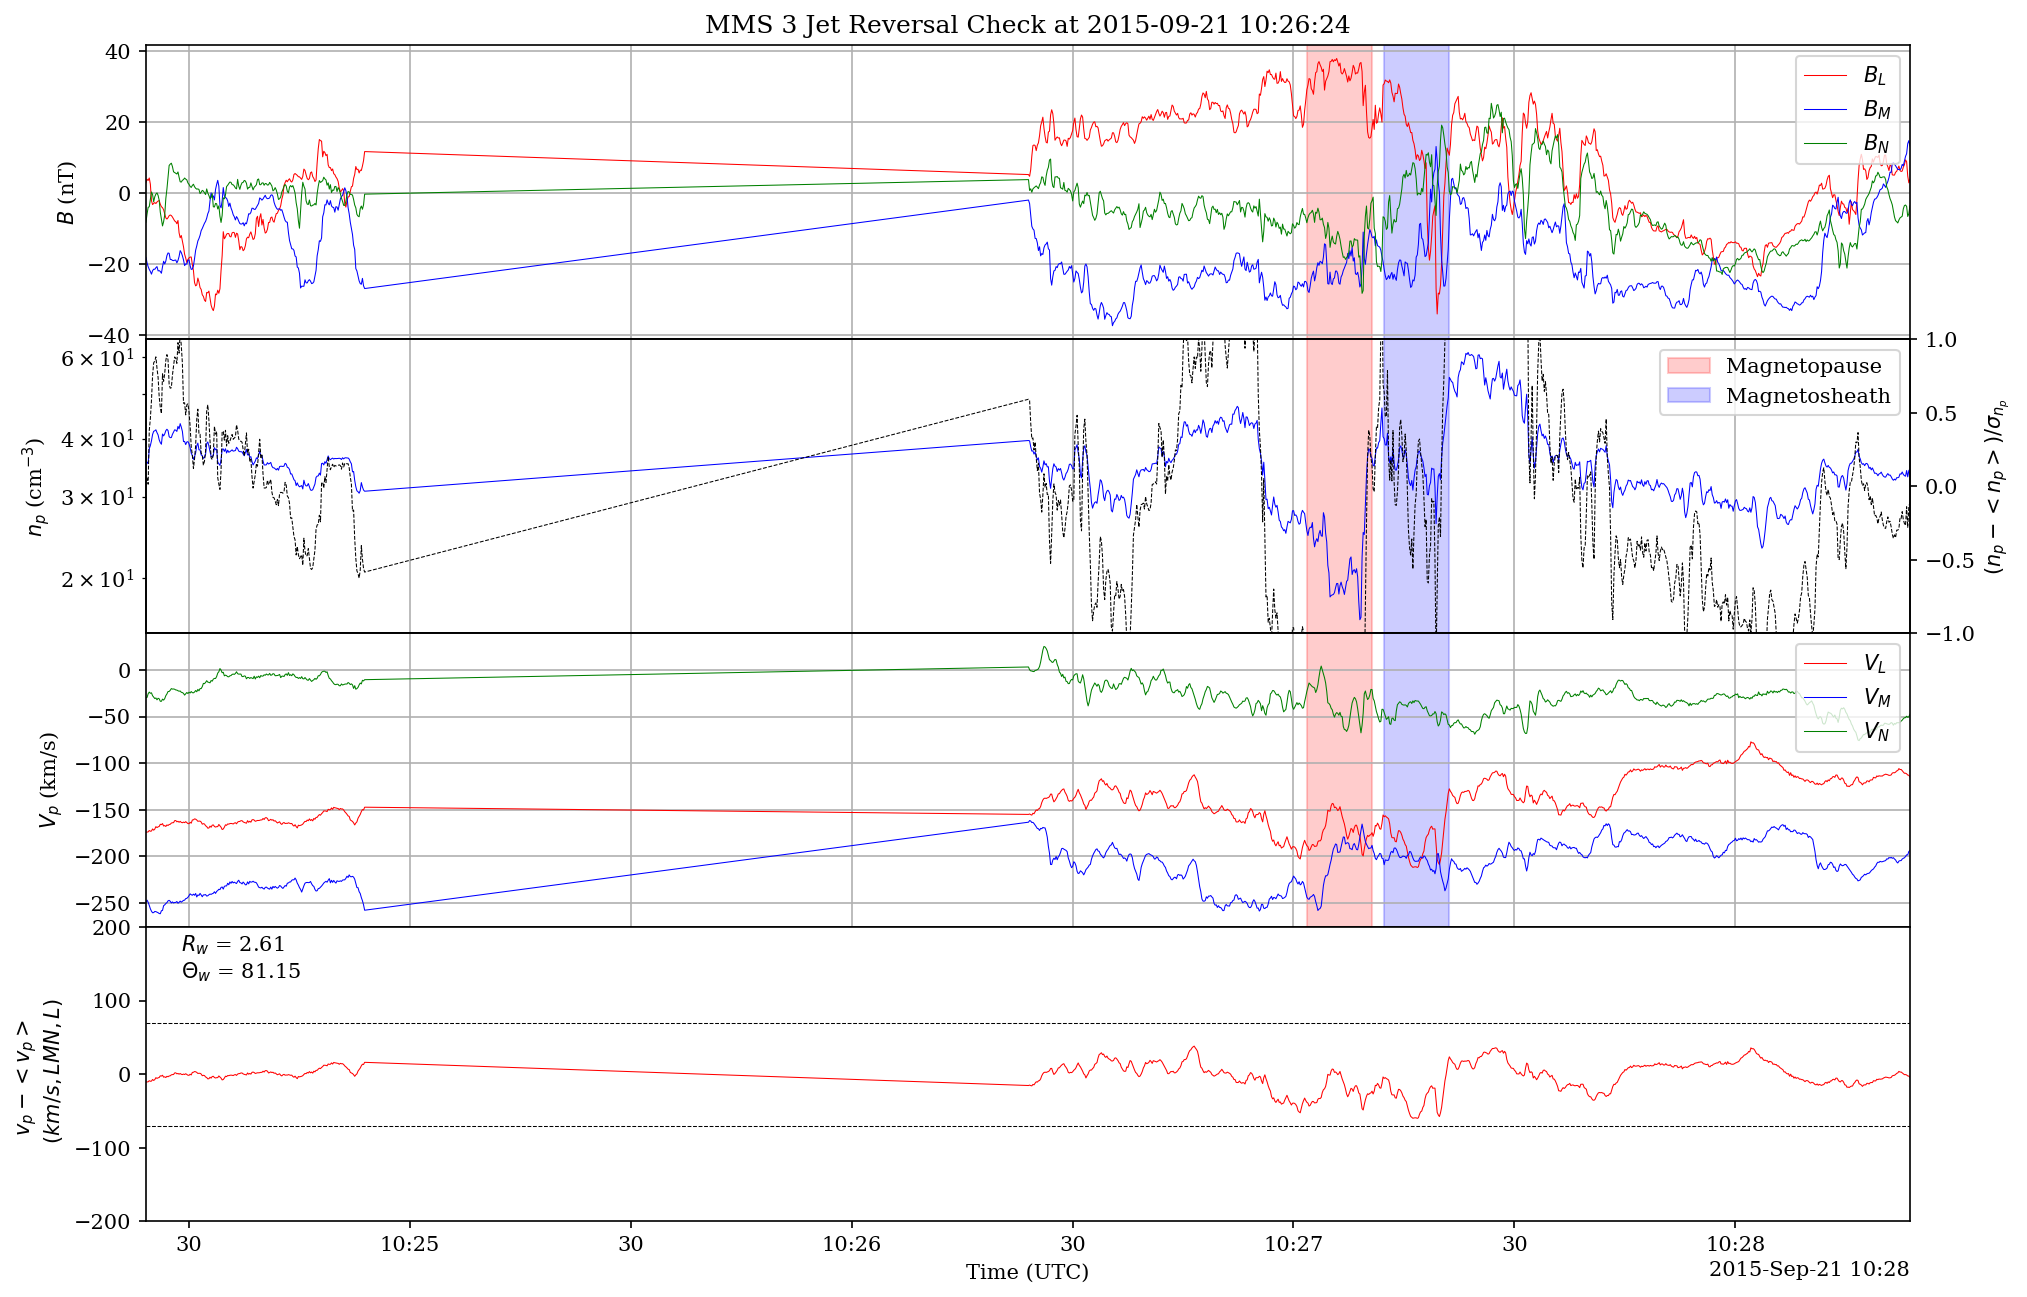 MMS 3 Jet Reversal Check at 2015-09-21 10:26:24
40
20
0
−20
−40
B (nT)
B_L
B_M
B_N
6 × 10^1
4 × 10^1
3 × 10^1
2 × 10^1
n_p (cm^{−3})
1.0
0.5
0.0
−0.5
−1.0
(n_p − < n_p >)/σ_{n_p}
Magnetopause
Magnetosheath
0
−50
−100
−150
−200
−250
V_p (km/s)
V_L
V_M
V_N
200
100
0
−100
−200
v_p − < v_p >
(km/s, LMN, L)
R_w = 2.61
Θ_w = 81.15
30
10:25
30
10:26
30
10:27
30
10:28
Time (UTC)
2015-Sep-21 10:28